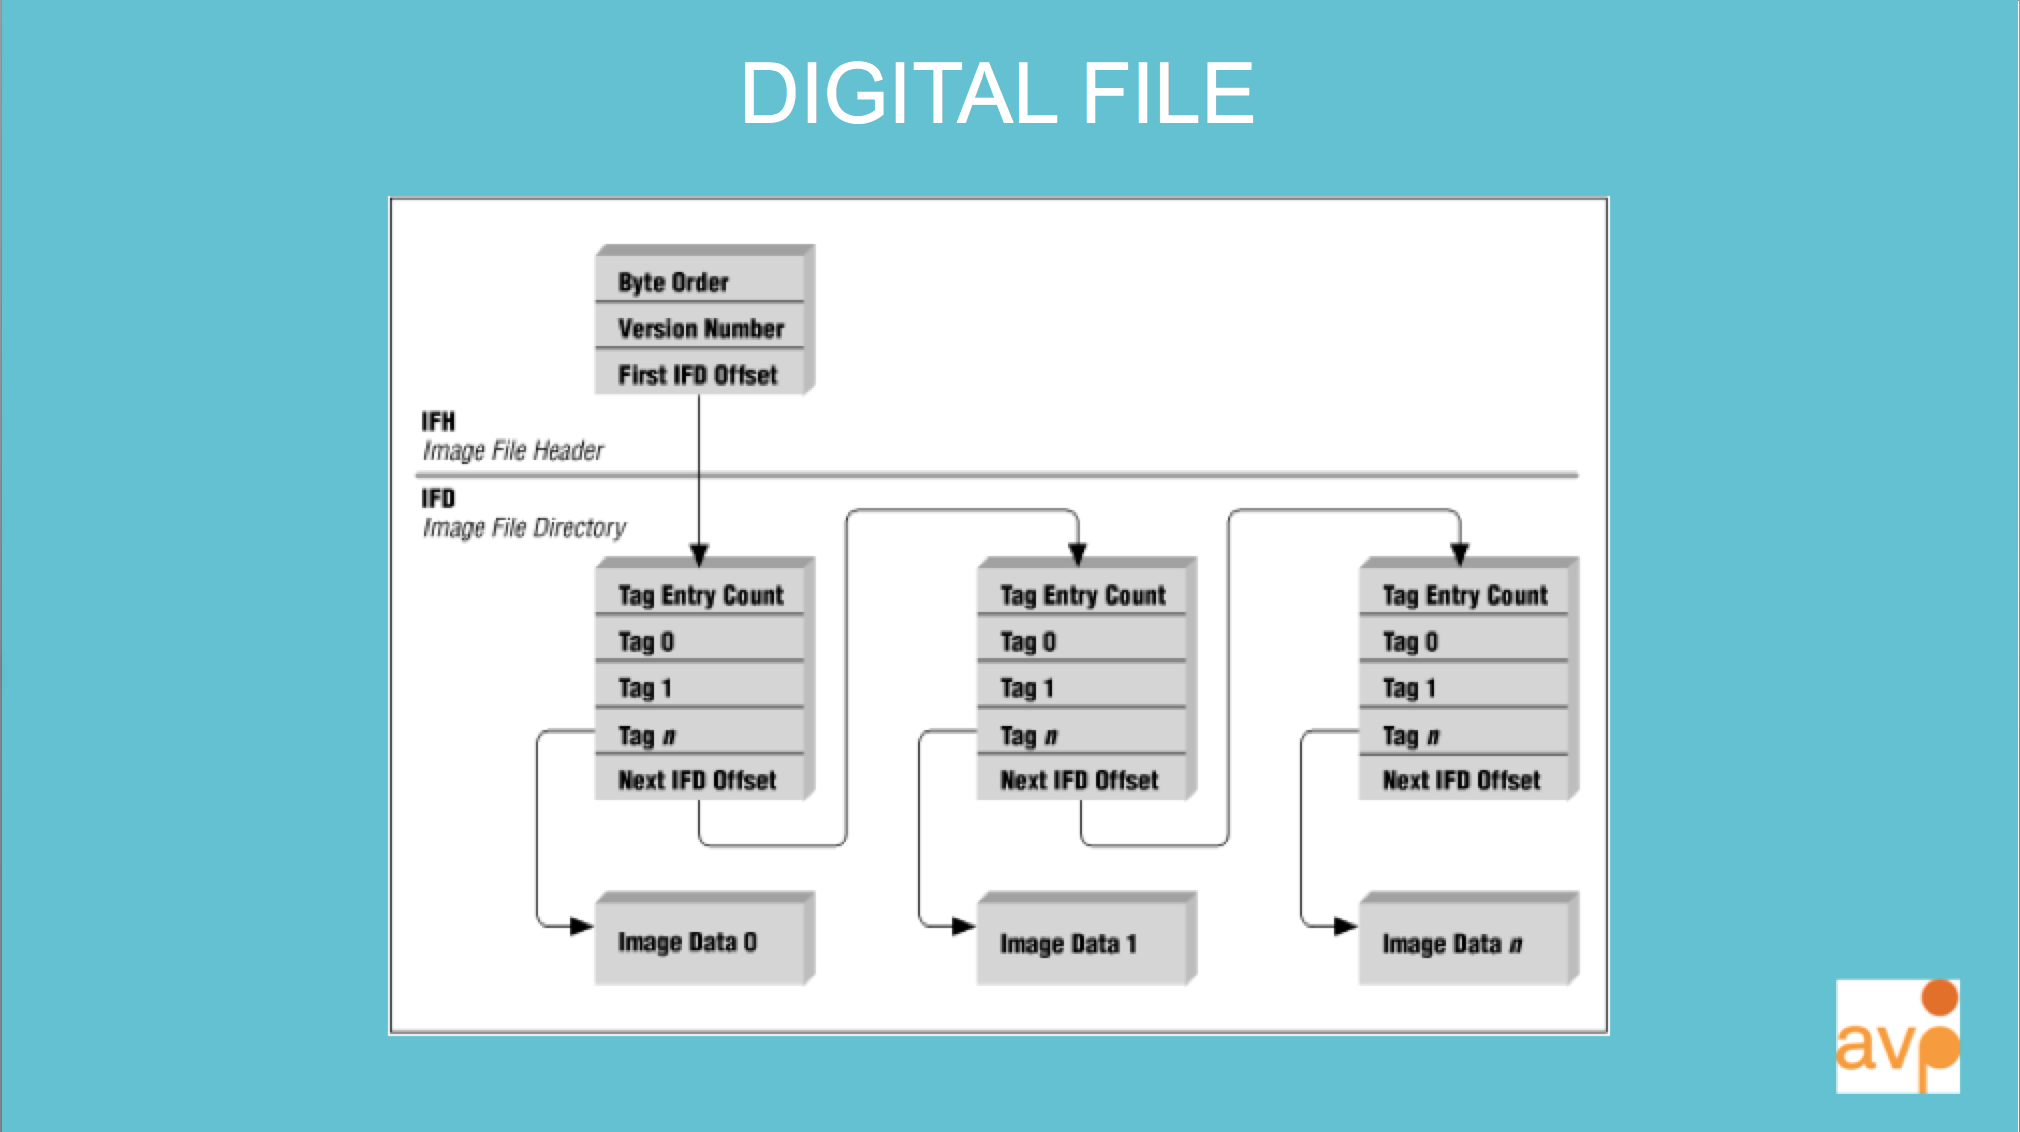 DIGITAL FILE
Byte Order
Version Number
First IFD Offset
IFH
Image File Header
IFD
Image File Directory
Tag Entry Count
Tag 0
Tag 1
Tag n
Next IFD Offset
Tag Entry Count
Tag 0
Tag 1
Tag n
Next IFD Offset
Tag Entry Count
Tag 0
Tag 1
Tag n
Next IFD Offset
Image Data 0
Image Data 1
Image Data n
avp